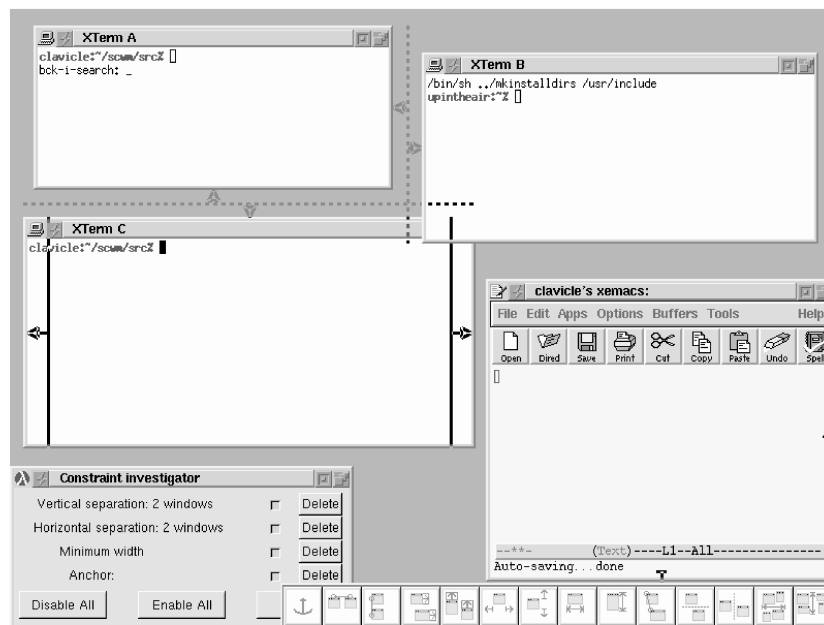 XTerm A
clavicle:~/scwm/src%
bck-i-search: _
XTerm B
/bin/sh ../mkinstalldirs /usr/include
upintheair:~%
XTerm C
clavicle:~/scwm/src%
clavicle's xemacs:
File Edit Apps Options Buffers Tools Help
Open Dired Save Print Cut Copy Paste Undo Spell
--**- (Text)----L1--All---------------
Auto-saving...done
Constraint investigator
Vertical separation: 2 windows Delete
Horizontal separation: 2 windows Delete
Minimum width Delete
Anchor: Delete
Disable All Enable All